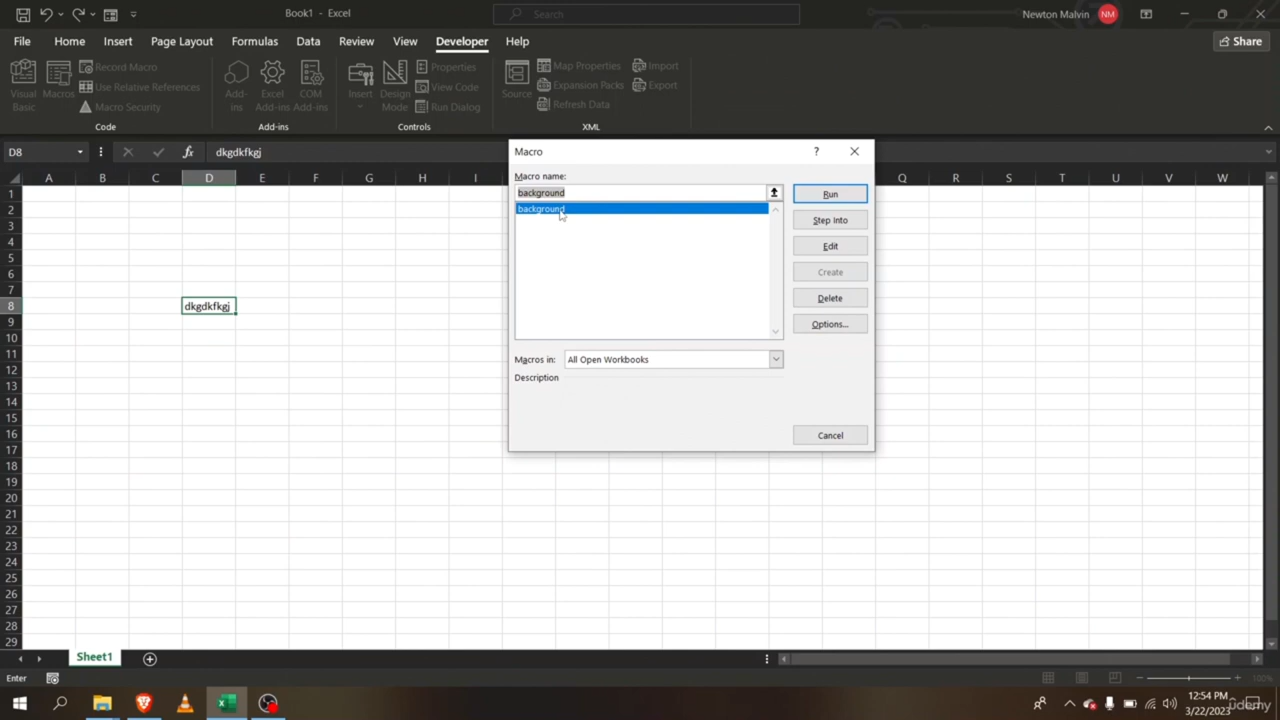 Book1 - Excel
Search
Newton Malvin
NM
File Home Insert Page Layout Formulas Data Review View Developer Help
Share
Visual Basic
Macros
Record Macro
Use Relative References
Macro Security
Code
Add-ins
Excel Add-ins
COM Add-ins
Add-ins
Insert
Design Mode
Properties
View Code
Run Dialog
Controls
Source
Map Properties
Expansion Packs
Refresh Data
Import
Export
XML
D8
fx
dkgdkfkgj
A B C D E F G H I Q R S T U V W
1
2
3
4
5
6
7
8 dkgdkfkgj
9
10
11
12
13
14
15
16
17
18
19
20
21
22
23
24
25
26
27
28
29
Macro
?
Macro name:
background
background
Run
Step Into
Edit
Create
Delete
Options...
Macros in: All Open Workbooks
Description
Cancel
Sheet1
Enter
100%
12:54 PM
3/22/2023
udemy